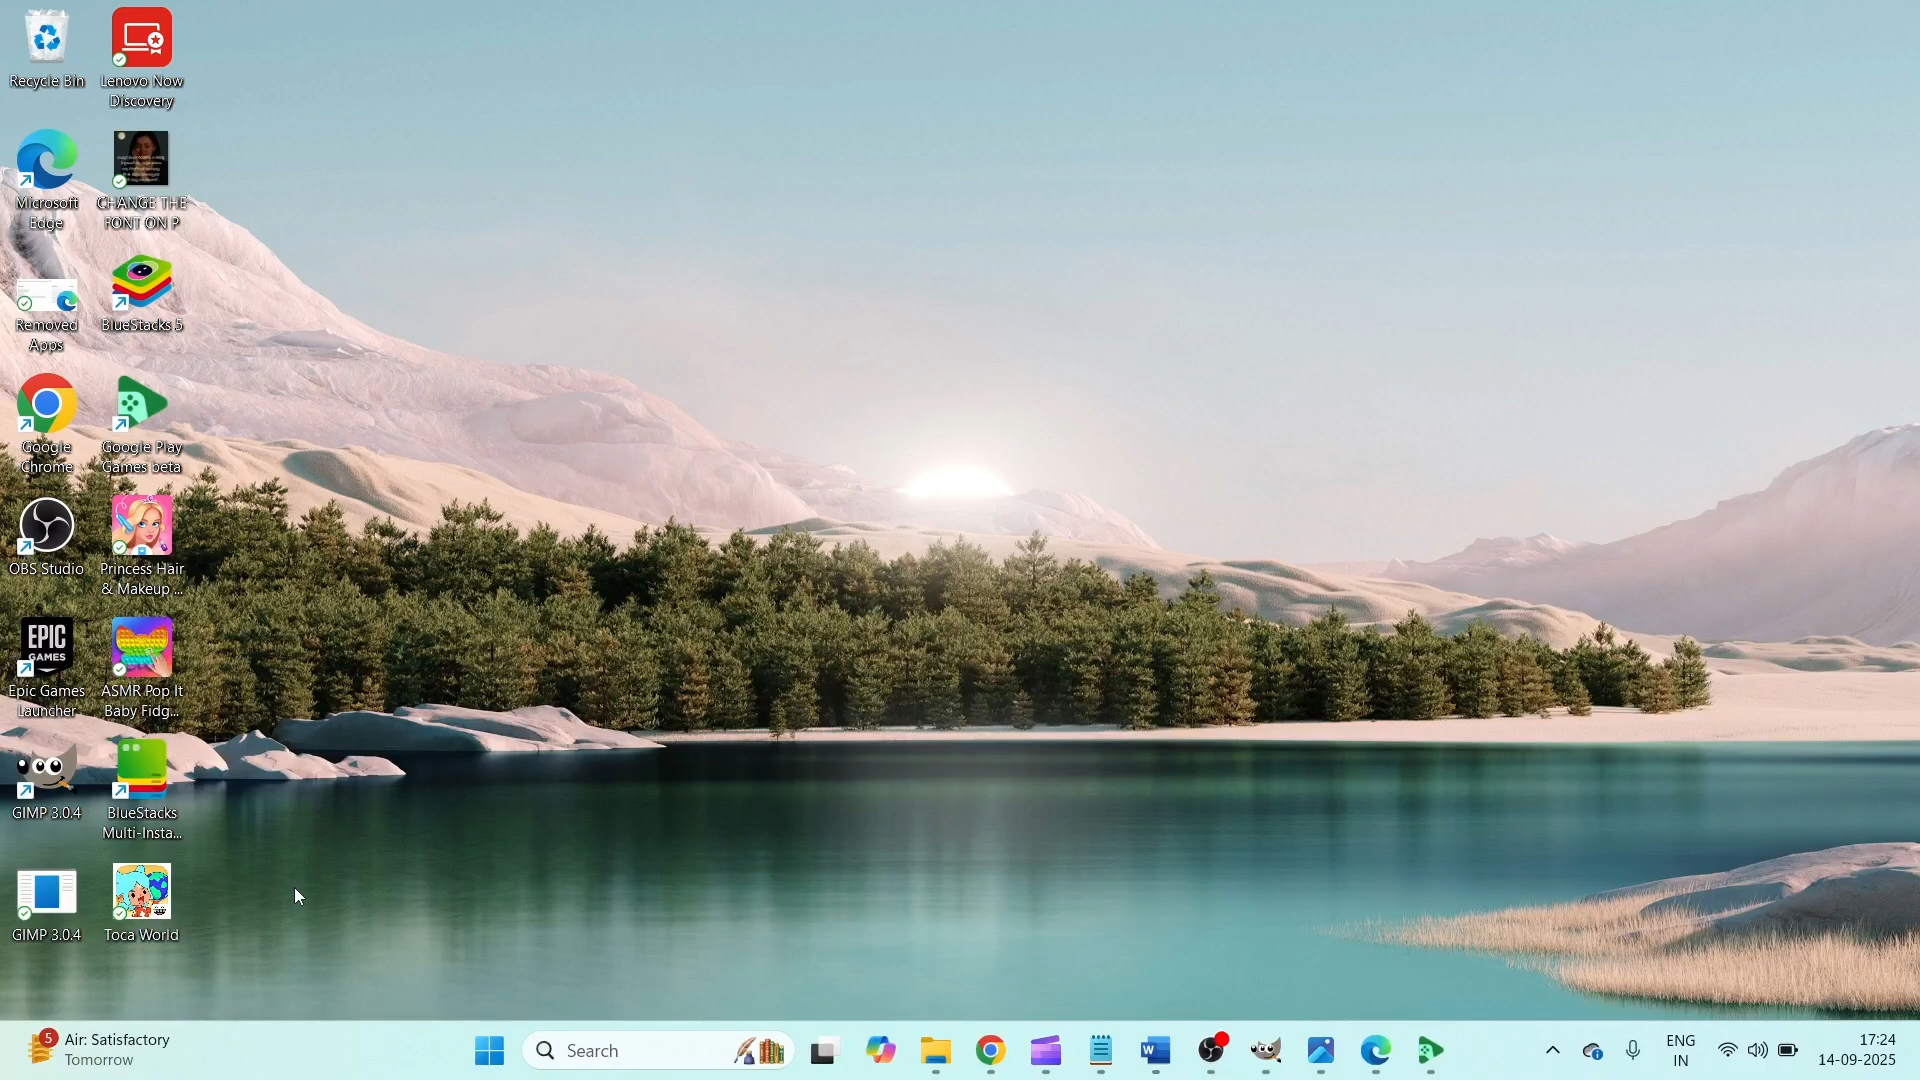 Recycle Bin
Lenovo Now
Discovery
Microsoft
Edge
CHANGE THE
FONT ON P
Removed
Apps
BlueStacks 5
Google
Chrome
Google Play
Games beta
OBS Studio
Princess Hair
& Makeup ...
EPIC
GAMES
Epic Games
Launcher
ASMR Pop It
Baby Fidg...
GIMP 3.0.4
BlueStacks
Multi-Insta...
GIMP 3.0.4
Toca World
5
Air: Satisfactory
Tomorrow
Search
W
ENG
IN
17:24
14-09-2025